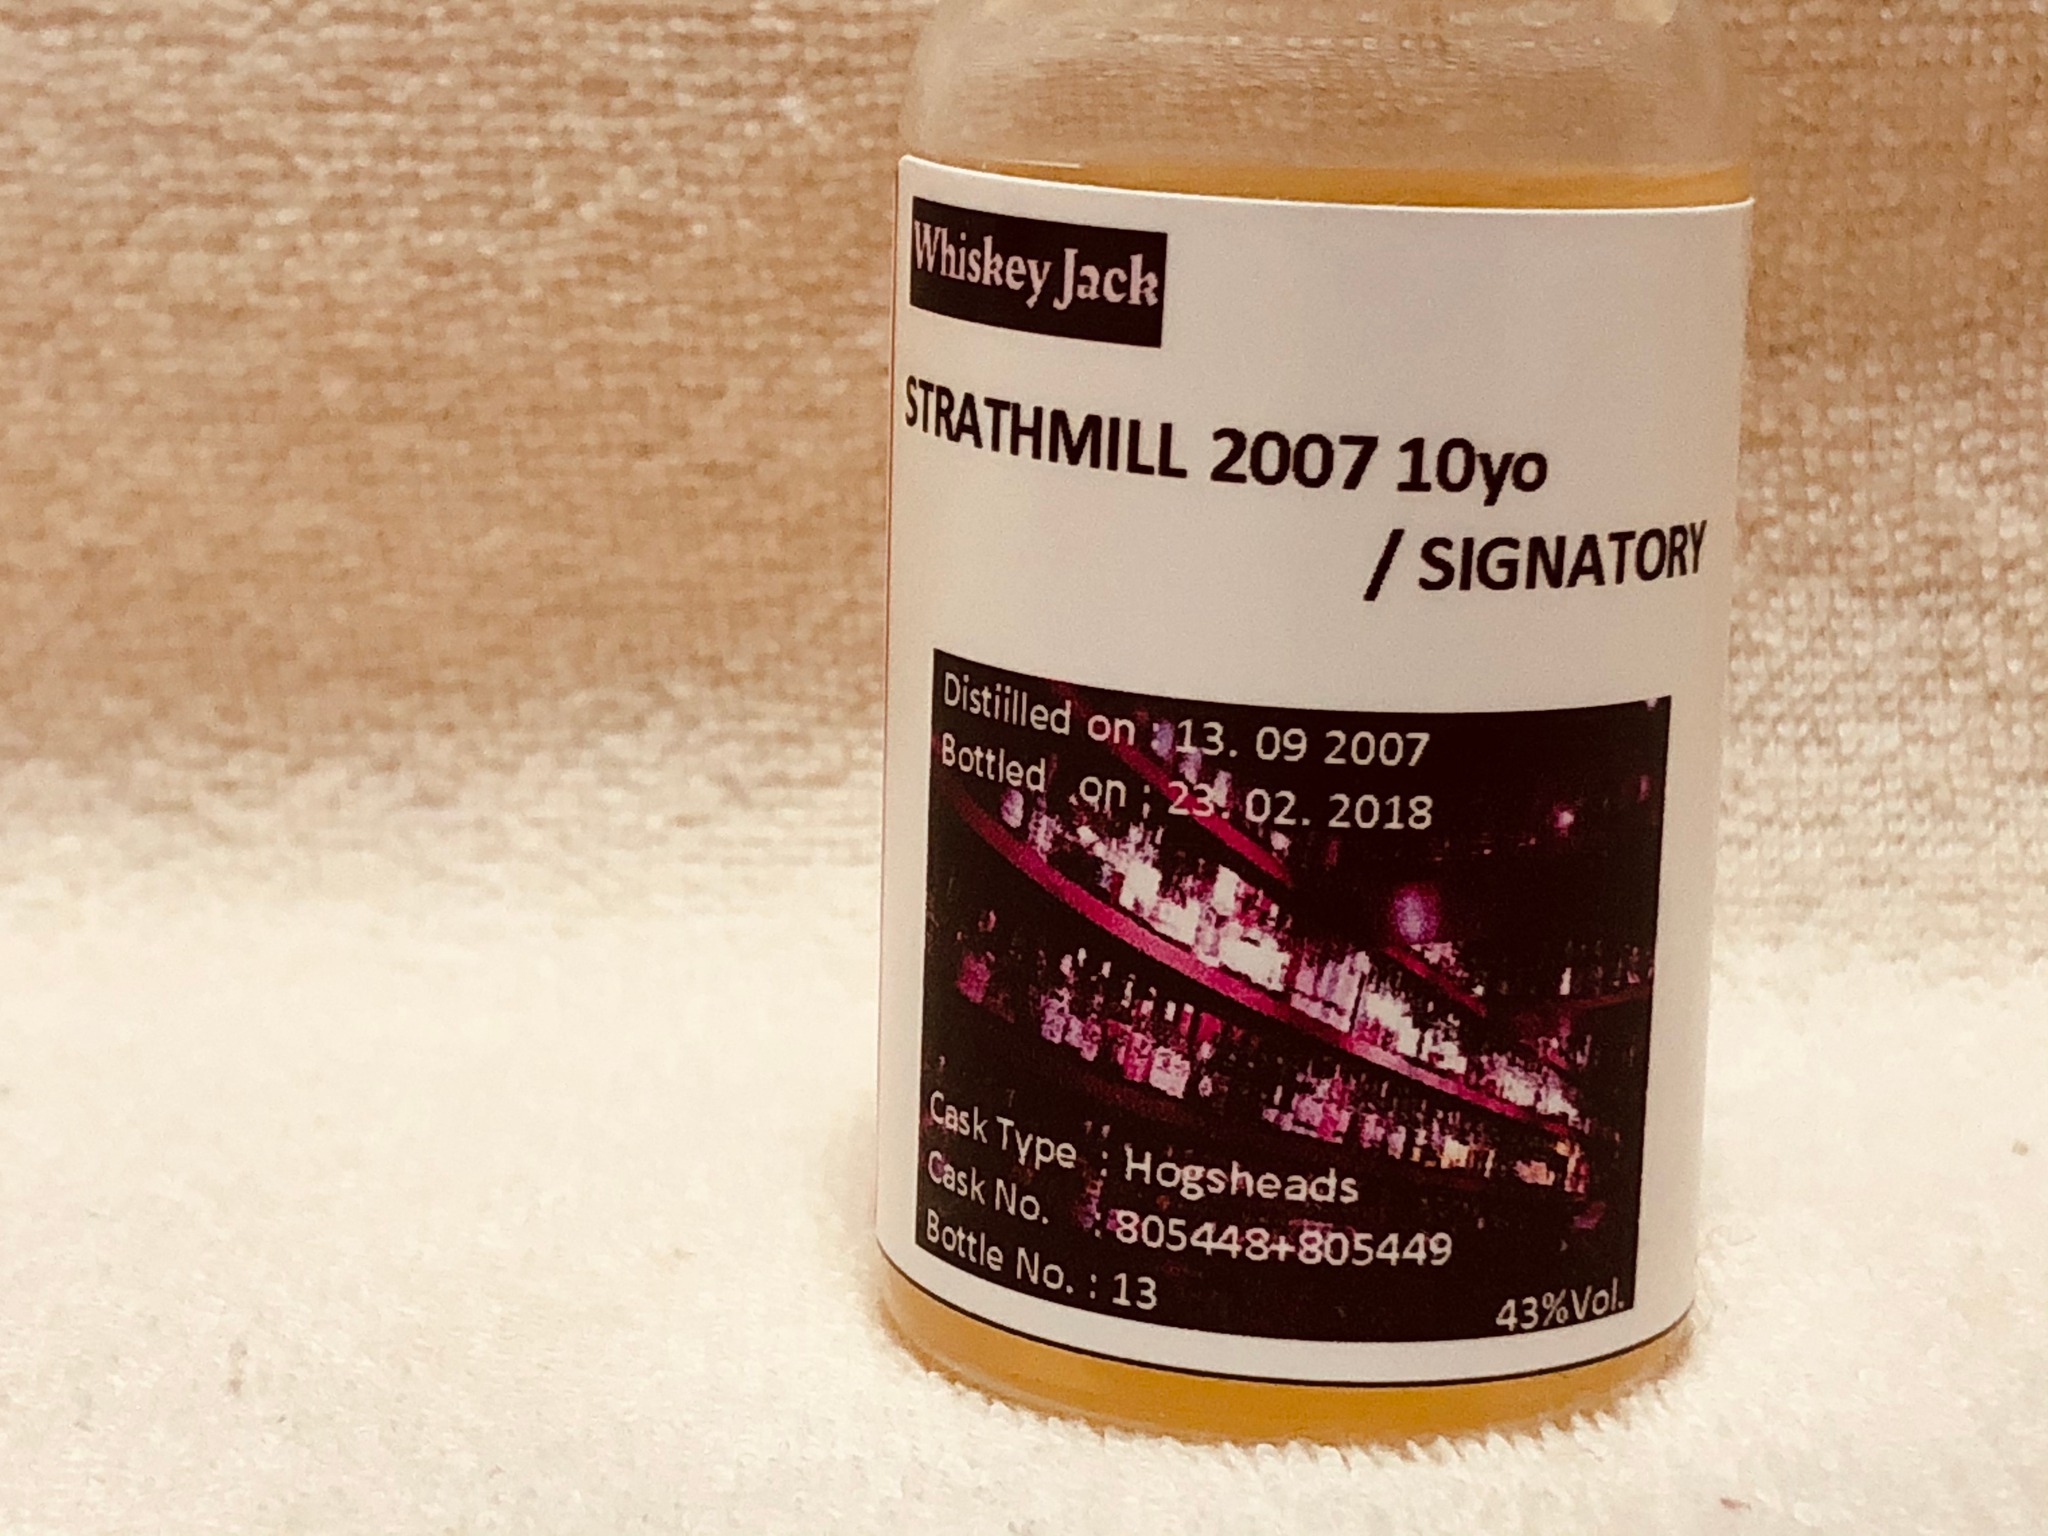 Whiskey Jack
STRATHMILL 2007 10yo
/ SIGNATORY
Distiilled on : 13. 09 2007
Bottled on : 23. 02. 2018
Cask Type : Hogsheads
Cask No. : 805448+805449
Bottle No. : 13
43%Vol.